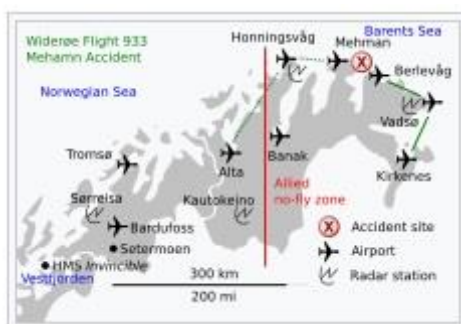 Widerøe Flight 933
Mehamn Accident
Barents Sea
Honningsvåg
Mehman
Berlevåg
Norwegian Sea
Vadsø
Tromsø
Alta
Banak
Kirkenes
Allied
no-fly zone
Sørreisa
Kautokeino
Bardufoss
Setermoen
HMS Invincible
Vestfjorden
X Accident site
Airport
Radar station
300 km
200 mi